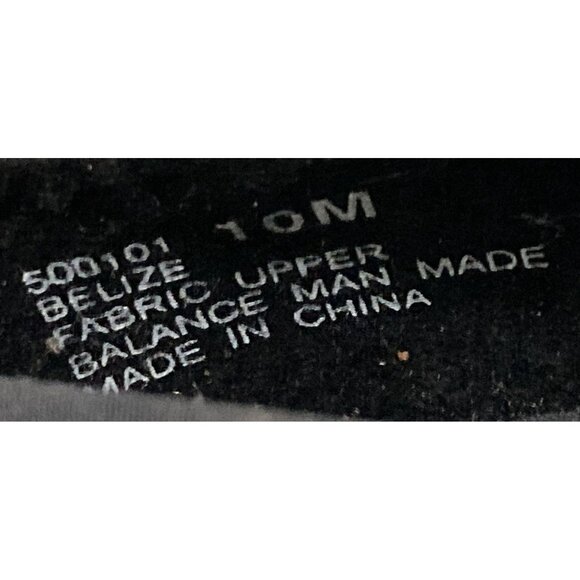 10M
500101
BELIZE
FABRIC UPPER
BALANCE MAN MADE
MADE IN CHINA